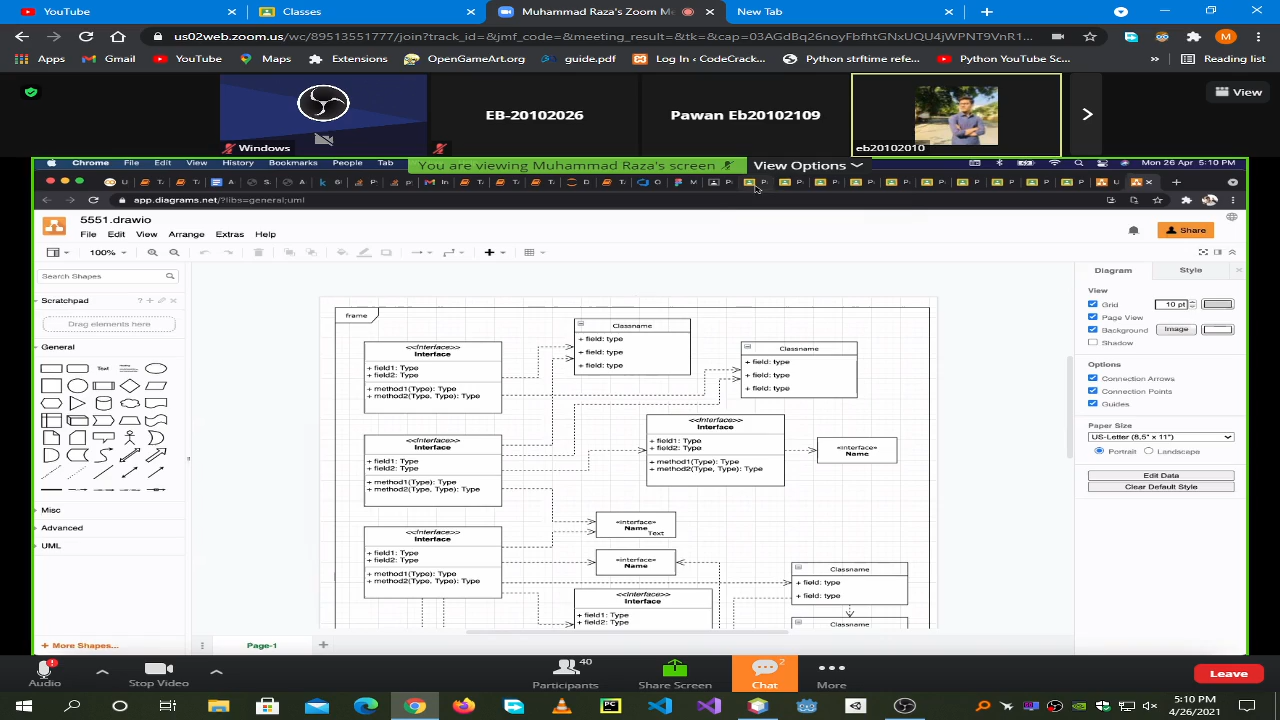 YouTube
Classes
Muhammad Raza's Zoom Me
New Tab
us02web.zoom.us/wc/89513551777/join?track_id=&jmf_code=&meeting_result=&tk=&cap=03AGdBq26noyFbfhtGNxUQU4JWPNT9VnR1...
M
Apps
Gmail
YouTube
Maps
Extensions
GraphOnline
guide.pdf
Log In ‹ CodeCrack...
Python strftime refe...
Python YouTube Sc...
»
View
Windows
EB-20102026
Pawan Eb20102109
eb20102010
Chrome File Edit View History Bookmarks People Tab
You are viewing Muhammad Raza's screen
View Options
Mon 26 Apr 5:10 PM
app.diagrams.net/?libs=general;uml
5551.drawio
File Edit View Arrange Extras Help
Share
100%
Search Shapes
Scratchpad
Drag elements here
General
Text
Misc
Advanced
UML
+ More Shapes...
frame
<<Interface>>
Interface
+ field1: Type
+ field2: Type
+ method1(Type): Type
+ method2(Type, Type): Type
Classname
+ field: type
+ field: type
+ field: type
Classname
+ field: type
+ field: type
+ field: type
<<Interface>>
Interface
+ field1: Type
+ field2: Type
+ method1(Type): Type
+ method2(Type, Type): Type
<<Interface>>
Interface
+ field1: Type
+ field2: Type
+ method1(Type): Type
+ method2(Type, Type): Type
«interface»
Name
<<Interface>>
Interface
+ field1: Type
+ field2: Type
+ method1(Type): Type
+ method2(Type, Type): Type
«interface»
Name
Text
«interface»
Name
<<Interface>>
Interface
+ field1: Type
+ field2: Type
Classname
+ field: type
+ field: type
Classname
Page-1
Diagram
Style
View
Grid
10 pt
Page View
Background
Image
Shadow
Options
Connection Arrows
Connection Points
Guides
Paper Size
US-Letter (8,5" x 11")
Portrait
Landscape
Edit Data
Clear Default Style
Audio
Stop Video
40
Participants
Share Screen
2
Chat
More
Leave
5:10 PM
4/26/2021